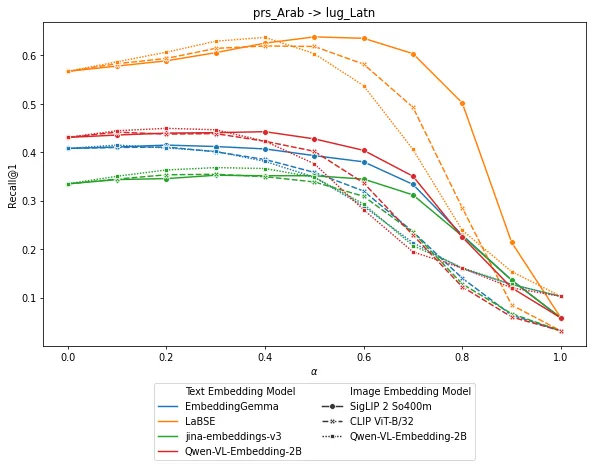 prs_Arab -> lug_Latn
Recall@1
0.6
0.5
0.4
0.3
0.2
0.1
0.0 0.2 0.4 0.6 0.8 1.0
α
Text Embedding Model Image Embedding Model
EmbeddingGemma SigLIP 2 So400m
LaBSE CLIP ViT-B/32
jina-embeddings-v3 Qwen-VL-Embedding-2B
Qwen-VL-Embedding-2B